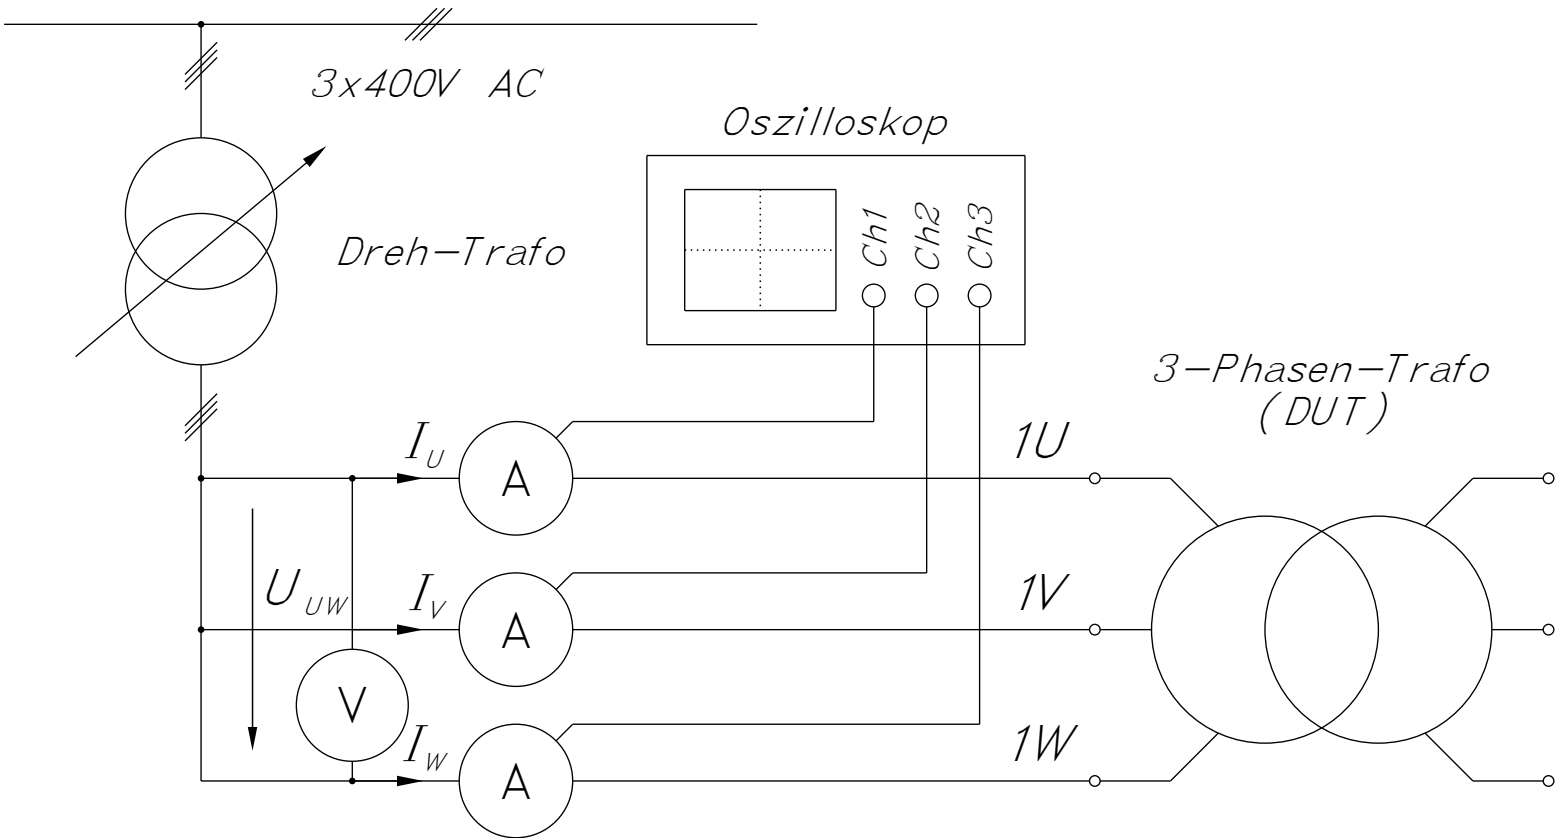 3x400V AC
Oszilloskop
Ch1
Ch2
Ch3
Dreh-Trafo
3-Phasen-Trafo
(DUT)
I_U
A
1U
U_UW
I_V
A
1V
V
I_W
A
1W